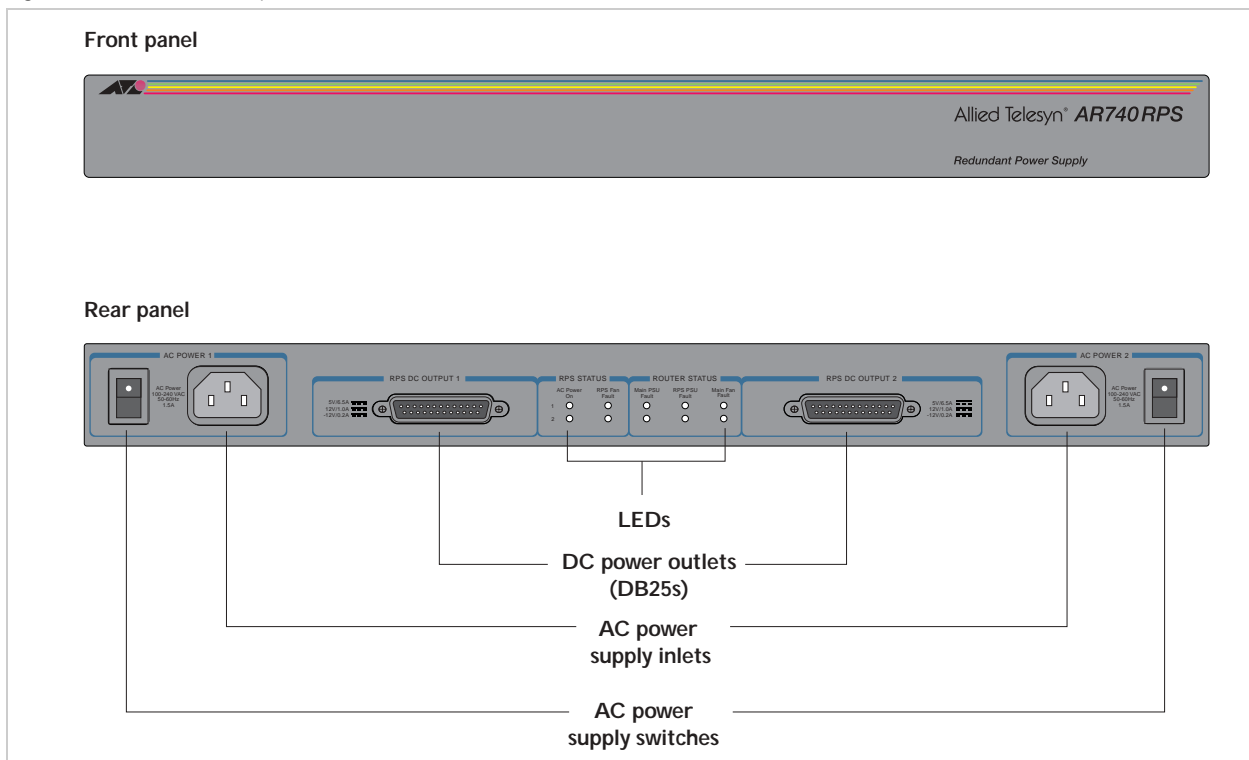 Front panel
Allied Telesyn® AR740 RPS
Redundant Power Supply
Rear panel
AC POWER 1
AC Power
100-240 VAC
50-60Hz
1.5A
RPS DC OUTPUT 1
5V/6.5A
12V/1.0A
-12V/0.2A
RPS STATUS
AC Power
On
RPS Fan
Fault
1
2
ROUTER STATUS
Main PSU
Fault
RPS PSU
Fault
Main Fan
Fault
RPS DC OUTPUT 2
5V/6.5A
12V/1.0A
-12V/0.2A
AC POWER 2
AC Power
100-240 VAC
50-60Hz
1.5A
LEDs
DC power outlets
(DB25s)
AC power
supply inlets
AC power
supply switches